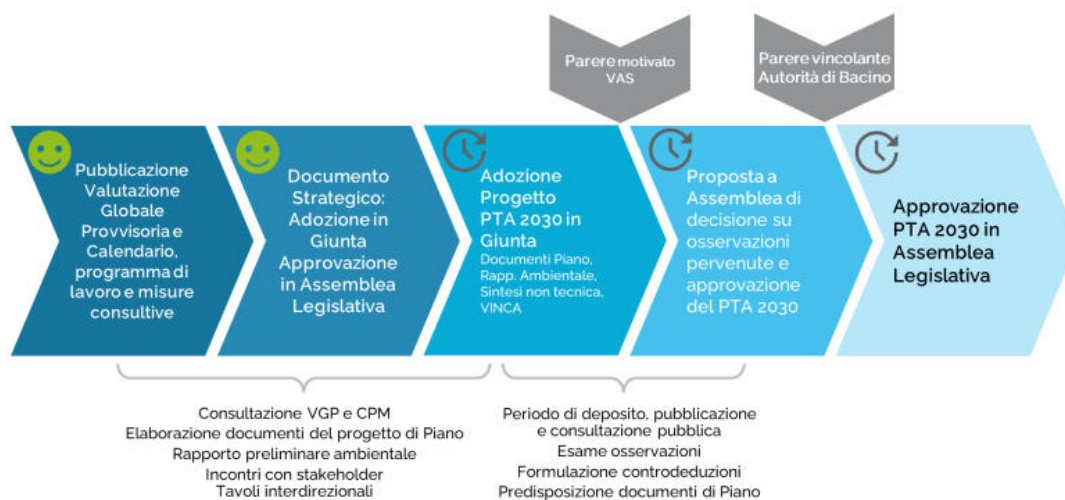 Parere motivato
VAS
Parere vincolante
Autorità di Bacino
Pubblicazione
Valutazione
Globale
Provvisoria e
Calendario,
programma di
lavoro e misure
consultive
Documento
Strategico:
Adozione in
Giunta
Approvazione
in Assemblea
Legislativa
Adozione
Progetto
PTA 2030 in
Giunta
Documenti Piano,
Rapp. Ambientale,
Sintesi non tecnica,
VINCA
Proposta a
Assemblea di
decisione su
osservazioni
pervenute e
approvazione
del PTA 2030
Approvazione
PTA 2030 in
Assemblea
Legislativa
Consultazione VGP e CPM
Elaborazione documenti del progetto di Piano
Rapporto preliminare ambientale
Incontri con stakeholder
Tavoli interdirezionali
Periodo di deposito, pubblicazione
e consultazione pubblica
Esame osservazioni
Formulazione controdeduzioni
Predisposizione documenti di Piano